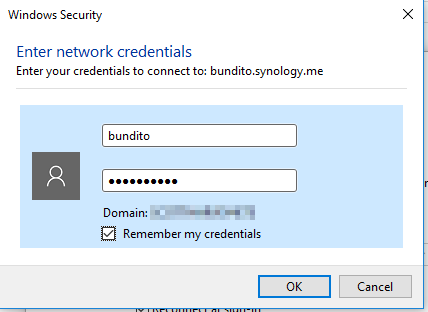 Windows Security
Enter network credentials
Enter your credentials to connect to: bundito.synology.me
bundito
●●●●●●●●●●
Domain:
Remember my credentials
OK
Cancel